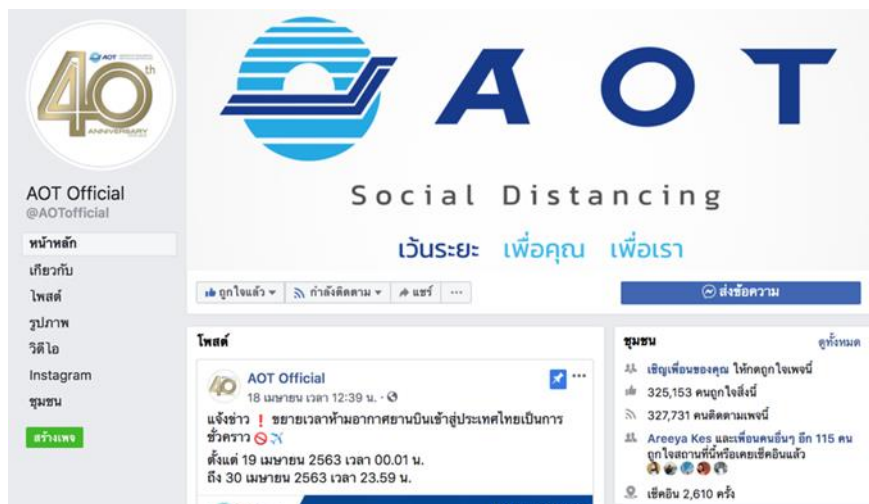 AOT
40th
ANNIVERSARY
AOT Official
@AOTofficial
หน้าหลัก
เกี่ยวกับ
โพสต์
รูปภาพ
วิดีโอ
Instagram
ชุมชน
สร้างเพจ
AOT
Social Distancing
เว้นระยะ เพื่อคุณ เพื่อเรา
ถูกใจแล้ว
กำลังติดตาม
แชร์
ส่งข้อความ
โพสต์
AOT Official
18 เมษายน เวลา 12:39 น. ·
แจ้งข่าว ❗ ขยายเวลาห้ามอากาศยานบินเข้าสู่ประเทศไทยเป็นการ
ชั่วคราว 🚫✈️
ตั้งแต่ 19 เมษายน 2563 เวลา 00.01 น.
ถึง 30 เมษายน 2563 เวลา 23.59 น.
ชุมชน ดูทั้งหมด
เชิญเพื่อนของคุณ ให้กดถูกใจเพจนี้
325,153 คนถูกใจสิ่งนี้
327,731 คนติดตามเพจนี้
Areeya Kes และเพื่อนคนอื่นๆ อีก 115 คน
ถูกใจสถานที่นี้หรือเคยเช็คอินแล้ว
เช็คอิน 2,610 ครั้ง